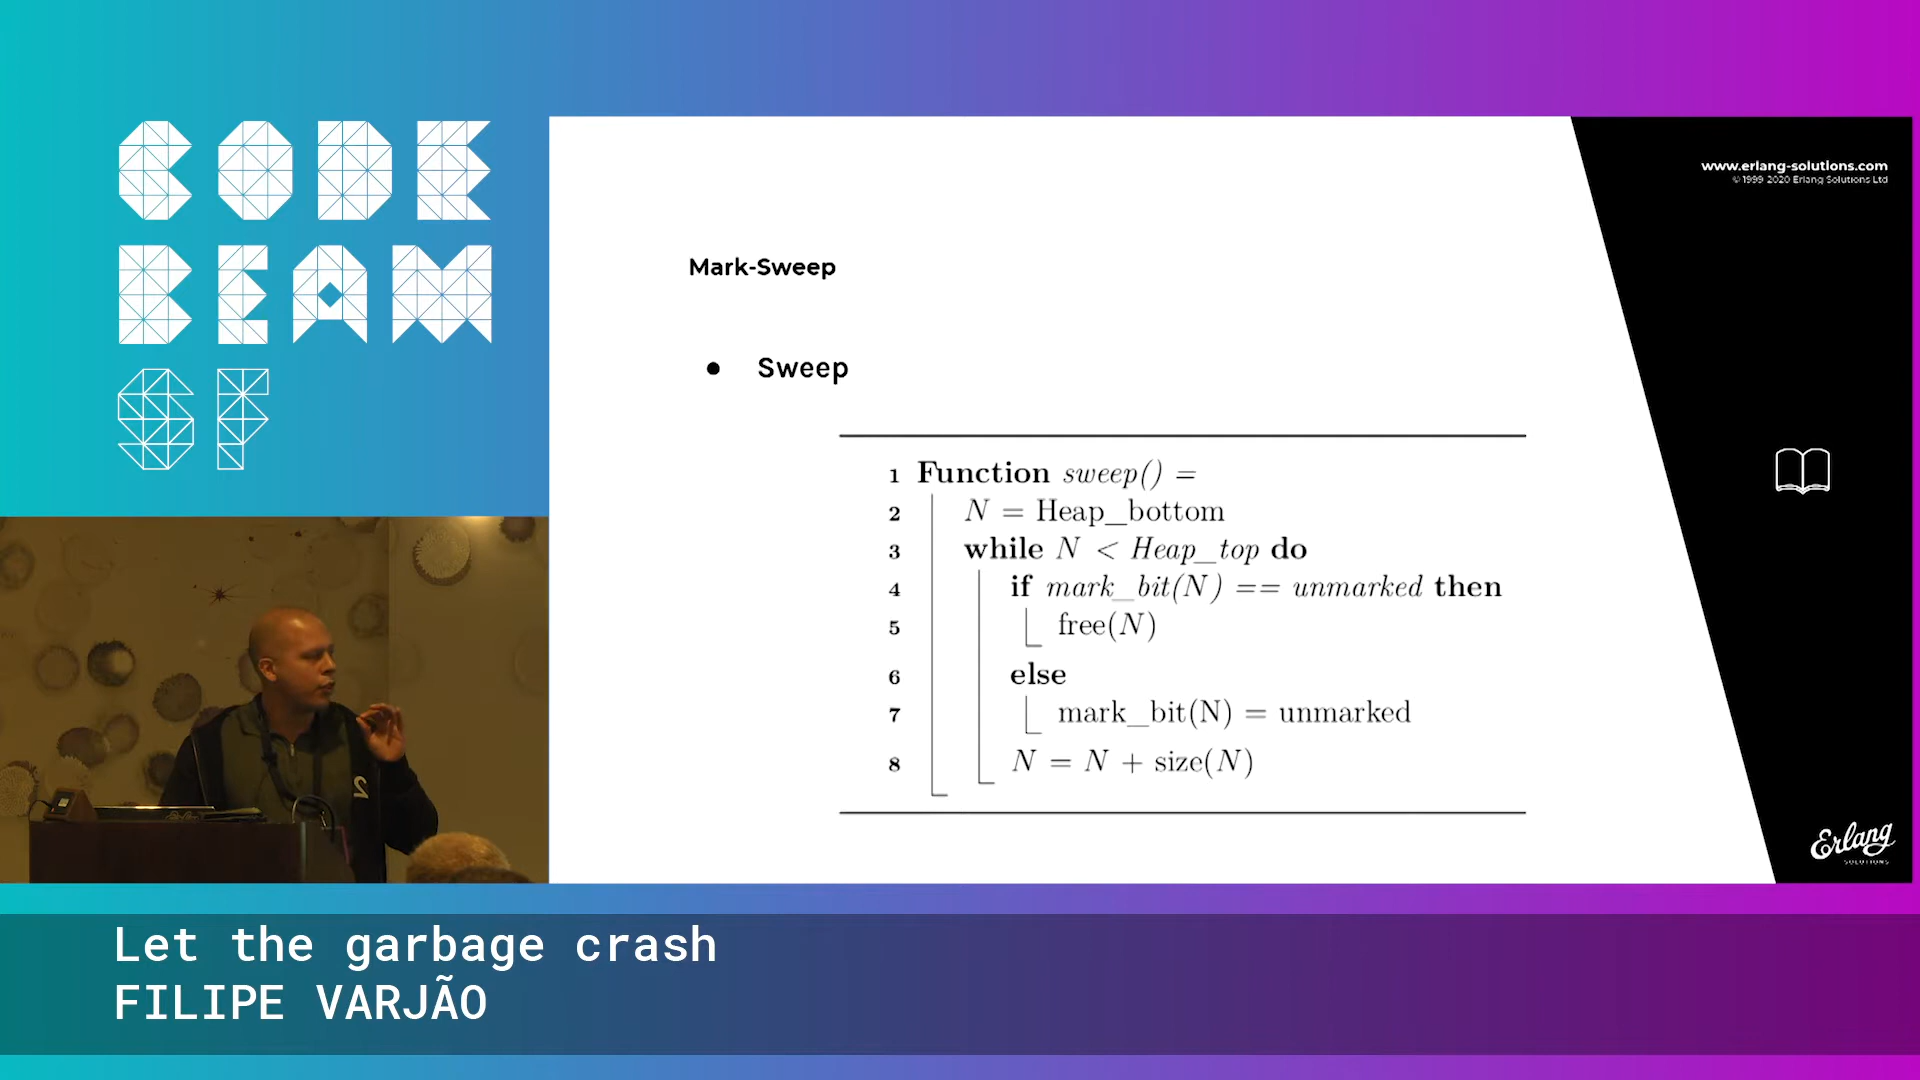 CODE
BEAM
SF
www.erlang-solutions.com
© 1999-2020 Erlang Solutions Ltd
Mark-Sweep
● Sweep
1 Function sweep() =
2 N = Heap_bottom
3 while N < Heap_top do
4 if mark_bit(N) == unmarked then
5 free(N)
6 else
7 mark_bit(N) = unmarked
8 N = N + size(N)
Erlang
SOLUTIONS
Let the garbage crash
FILIPE VARJÃO